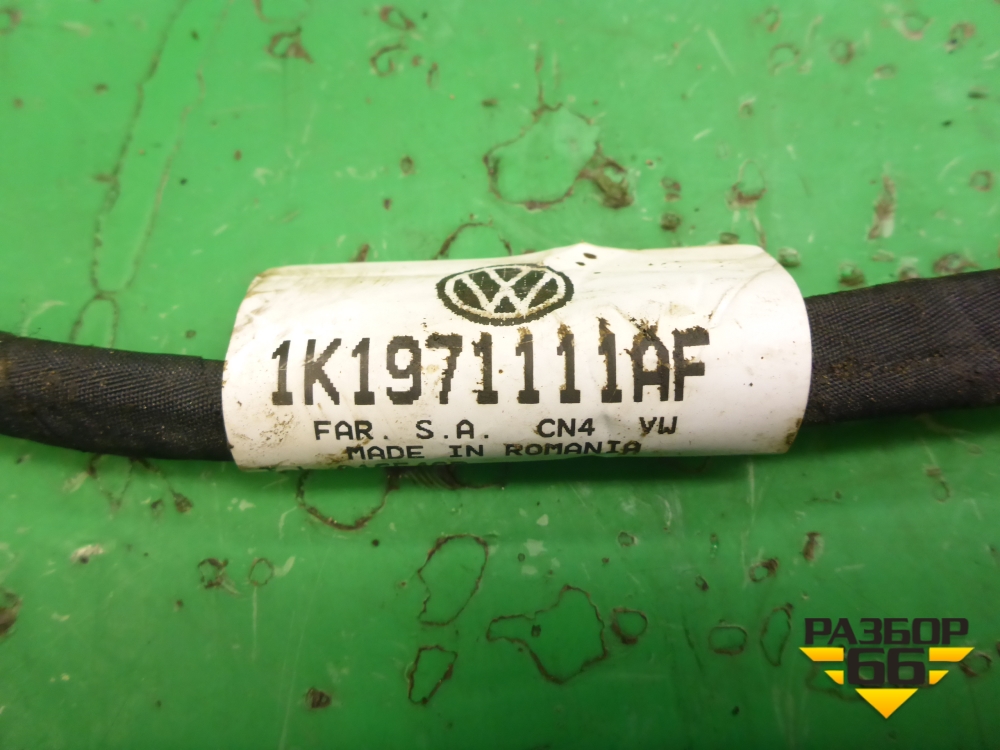 1K1971111AF
FAR. S.A. CN4 VW
MADE IN ROMANIA
РАЗБОР
66